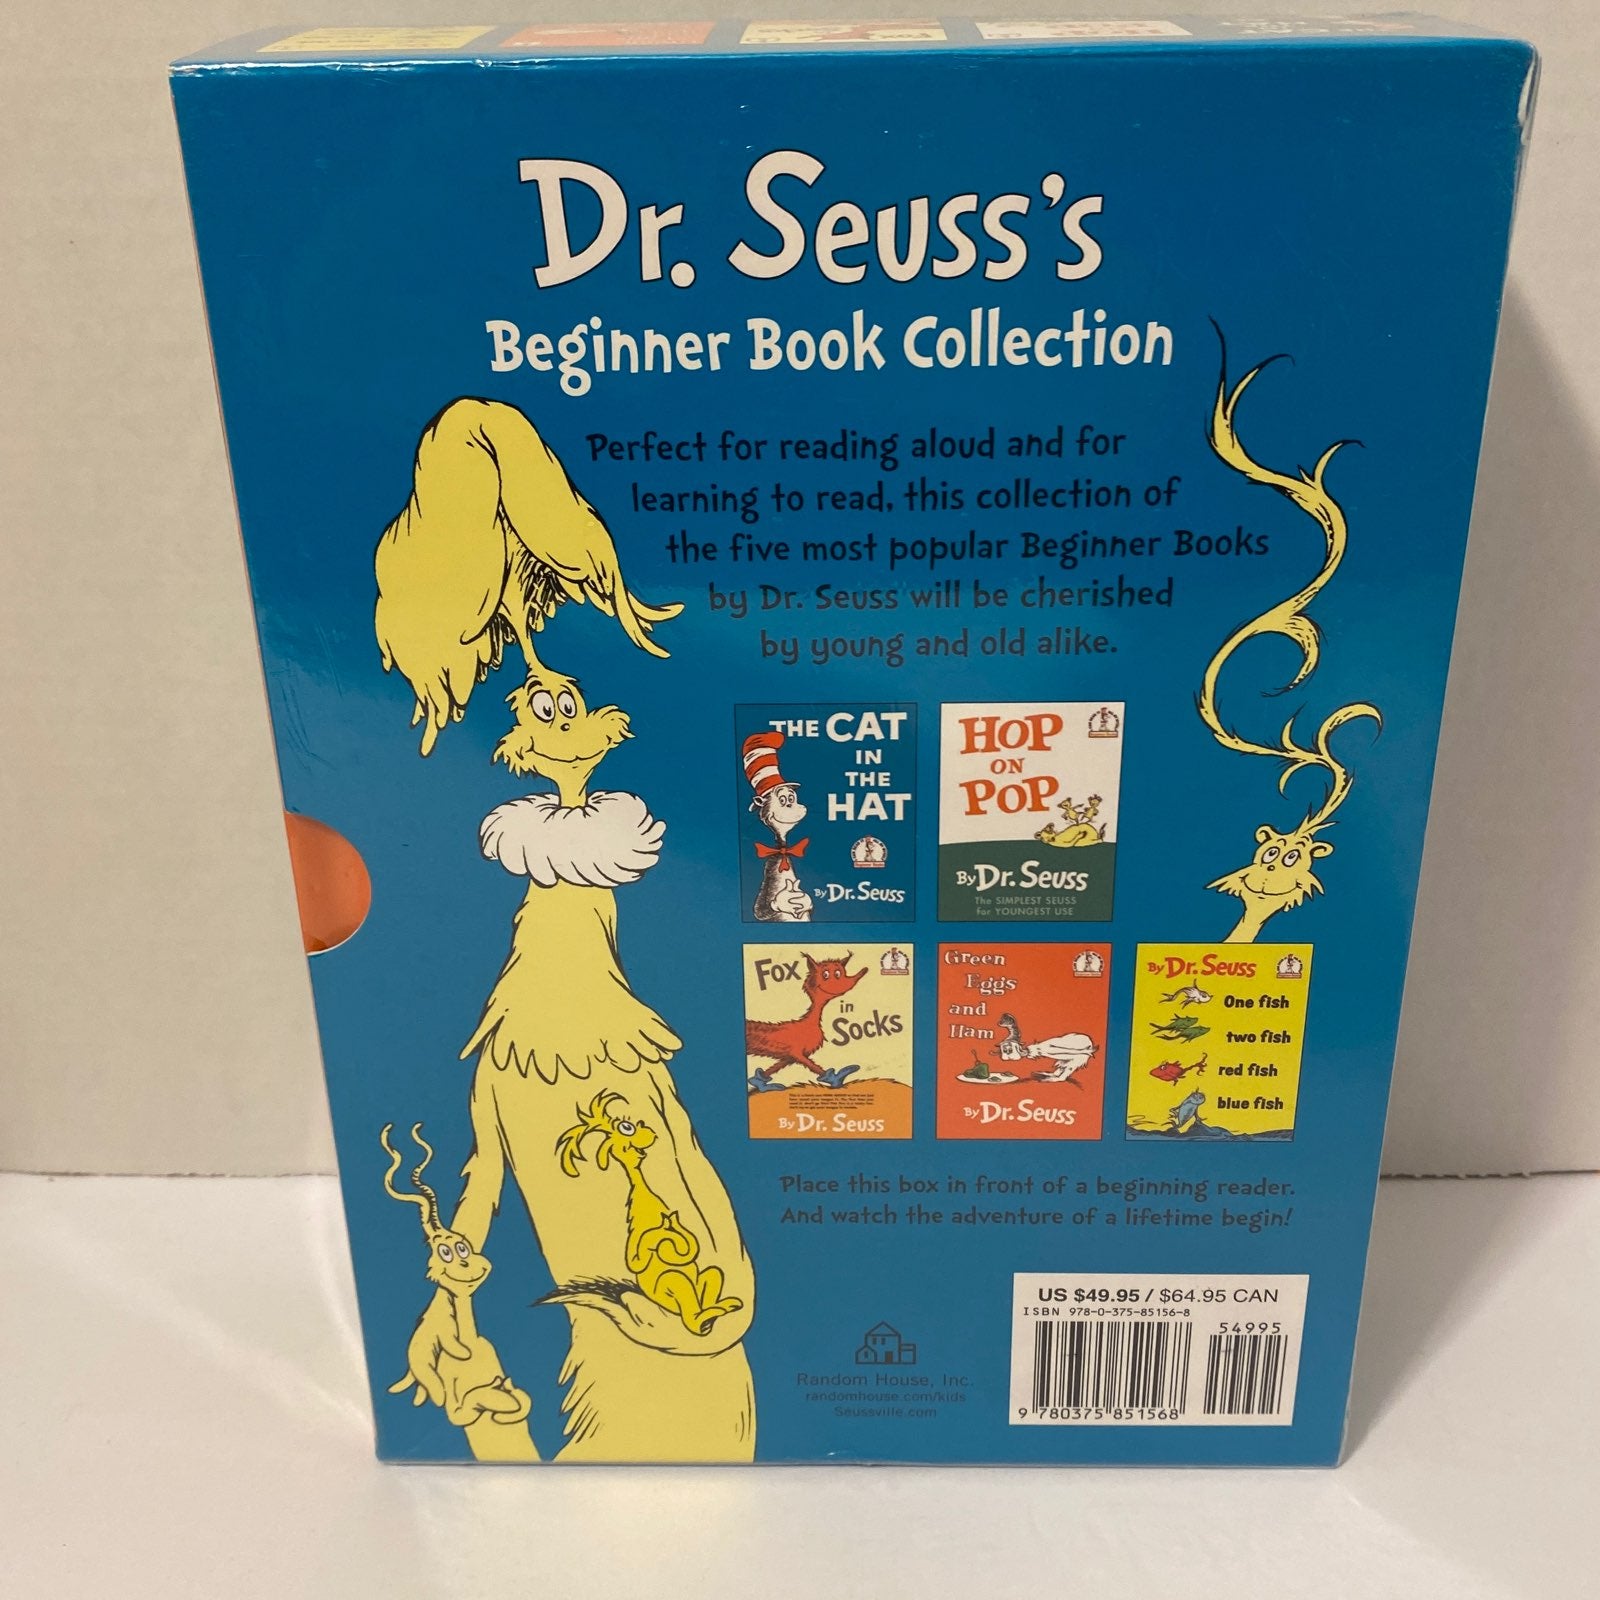 Fox
HOP
Dr. Seuss's
Beginner Book Collection
Perfect for reading aloud and for
learning to read, this collection of
the five most popular Beginner Books
by Dr. Seuss will be cherished
by young and old alike.
THE CAT
IN
THE
HAT
By Dr. Seuss
HOP
ON
POP
By Dr. Seuss
The SIMPLEST SEUSS
for YOUNGEST USE
Fox
in
Socks
By Dr. Seuss
Green
Eggs
and
Ham
By Dr. Seuss
By Dr. Seuss
One fish
two fish
red fish
blue fish
Place this box in front of a beginning reader.
And watch the adventure of a lifetime begin!
US $49.95 / $64.95 CAN
ISBN 978-0-375-85156-8
54995
9 780375 851568
Random House, Inc.
randomhouse.com/kids
Seussville.com